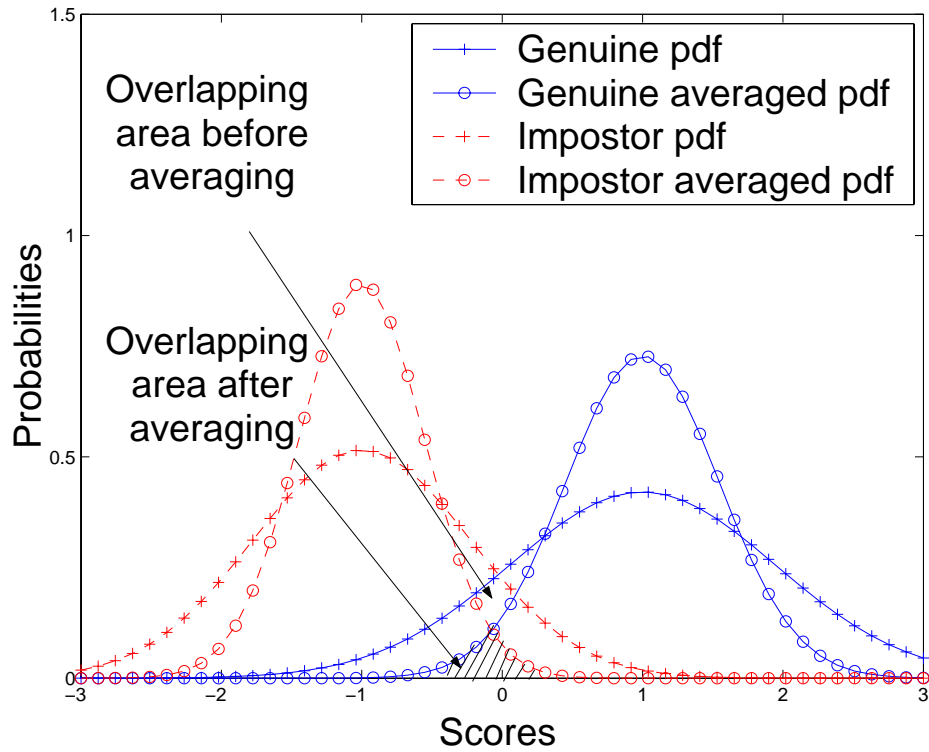 1.5
Genuine pdf
Genuine averaged pdf
Impostor pdf
Impostor averaged pdf
Overlapping
area before
averaging
1
Probabilities
Overlapping
area after
averaging
0.5
0
−3
−2
−1
0
1
2
3
Scores